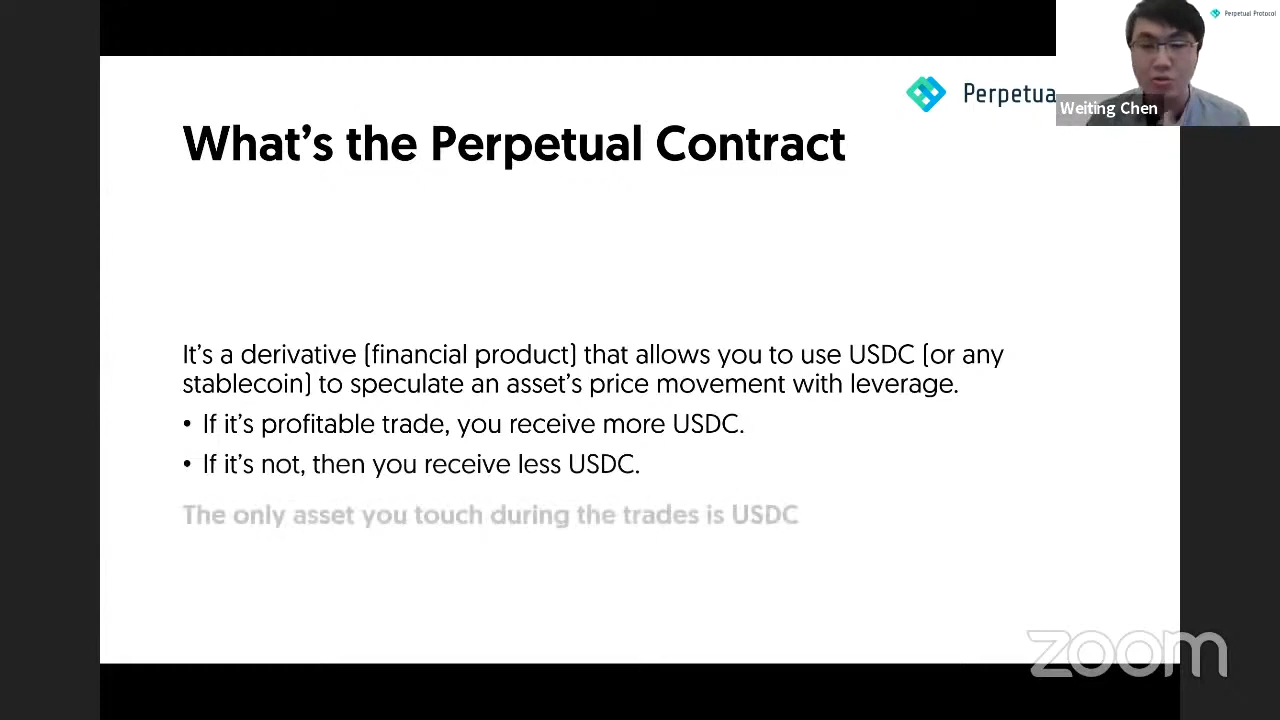 Perpetual Protocol
Perpetua
Weiting Chen
What's the Perpetual Contract
It's a derivative (financial product) that allows you to use USDC (or any
stablecoin) to speculate an asset's price movement with leverage.
• If it's profitable trade, you receive more USDC.
• If it's not, then you receive less USDC.
The only asset you touch during the trades is USDC
zoom